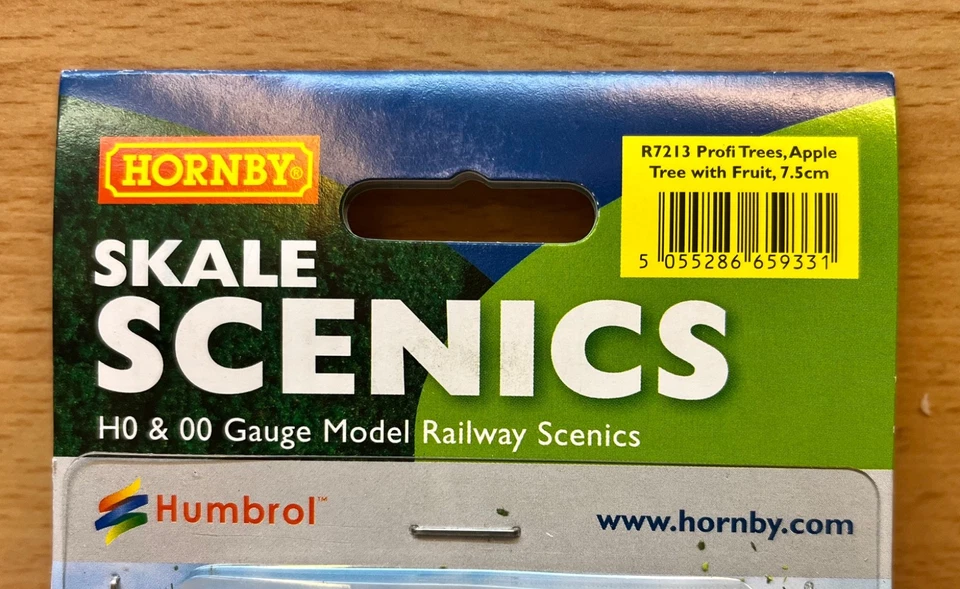 HORNBY®
R7213 Profi Trees, Apple
Tree with Fruit, 7.5cm
5 055286 659331
SKALE
SCENICS
H0 & 00 Gauge Model Railway Scenics
Humbrol™
www.hornby.com